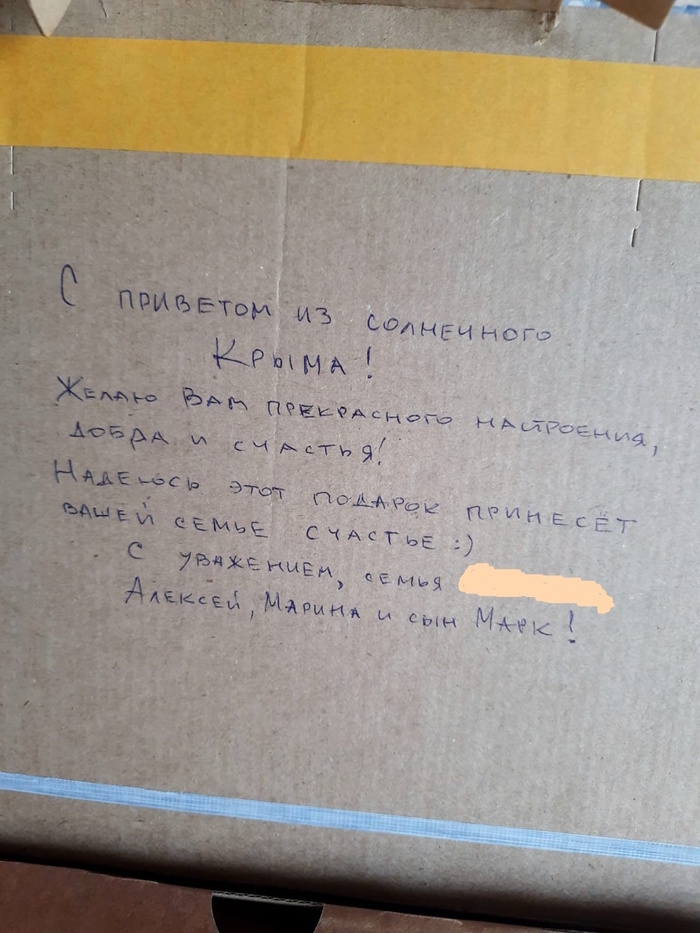 С приветом из солнечного
Крыма!
Желаю Вам прекрасного настроения,
добра и счастья!
Надеюсь этот подарок принесёт
вашей семье счастье :)
С уважением, семья
Алексей, Марина и сын Марк!